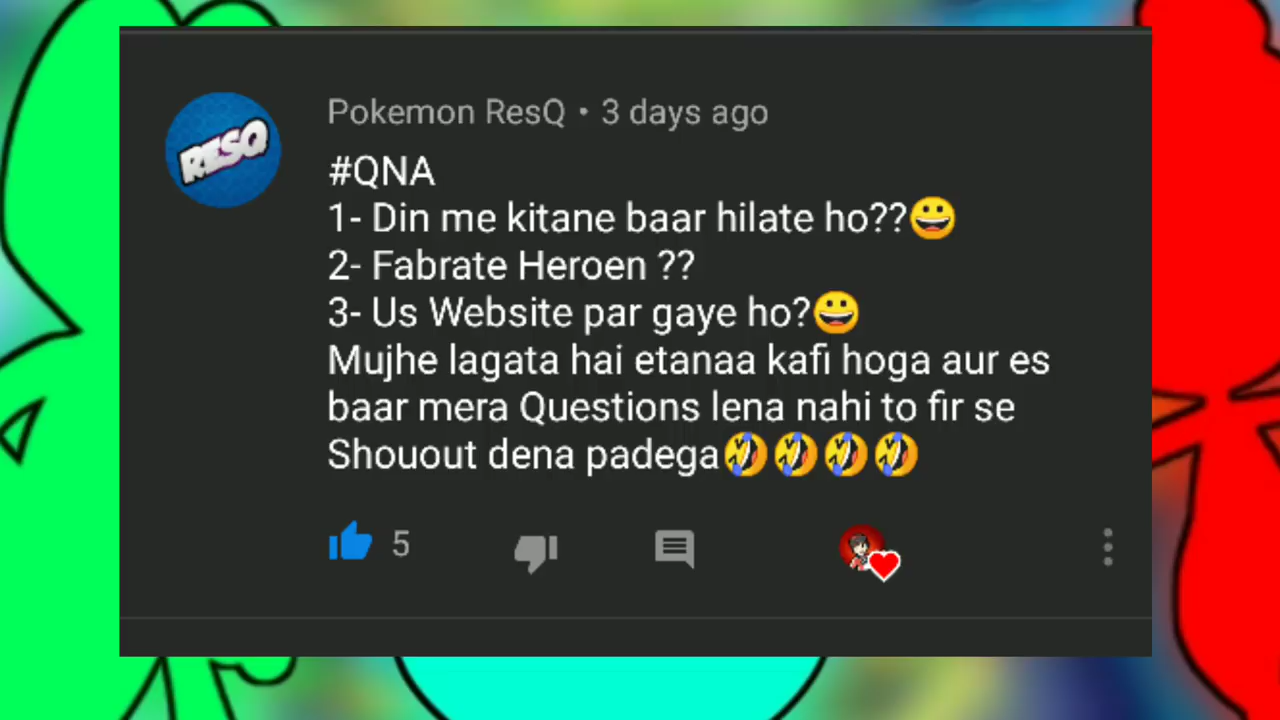 RESQ
Pokemon ResQ • 3 days ago
#QNA
1- Din me kitane baar hilate ho??😀
2- Fabrate Heroen ??
3- Us Website par gaye ho?😀
Mujhe lagata hai etanaa kafi hoga aur es
baar mera Questions lena nahi to fir se
Shouout dena padega🤣🤣🤣🤣
5